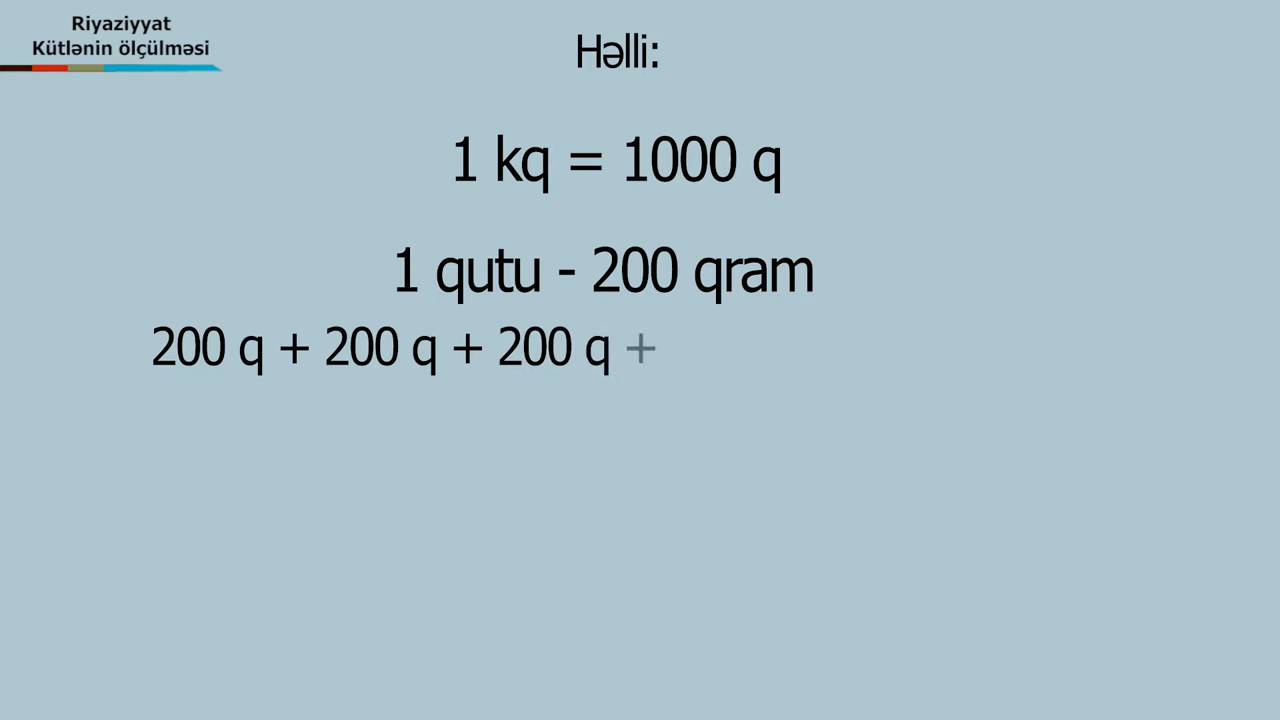 Riyaziyyat
Kütlənin ölçülməsi
Həlli:
1 kq = 1000 q
1 qutu - 200 qram
200 q + 200 q + 200 q +